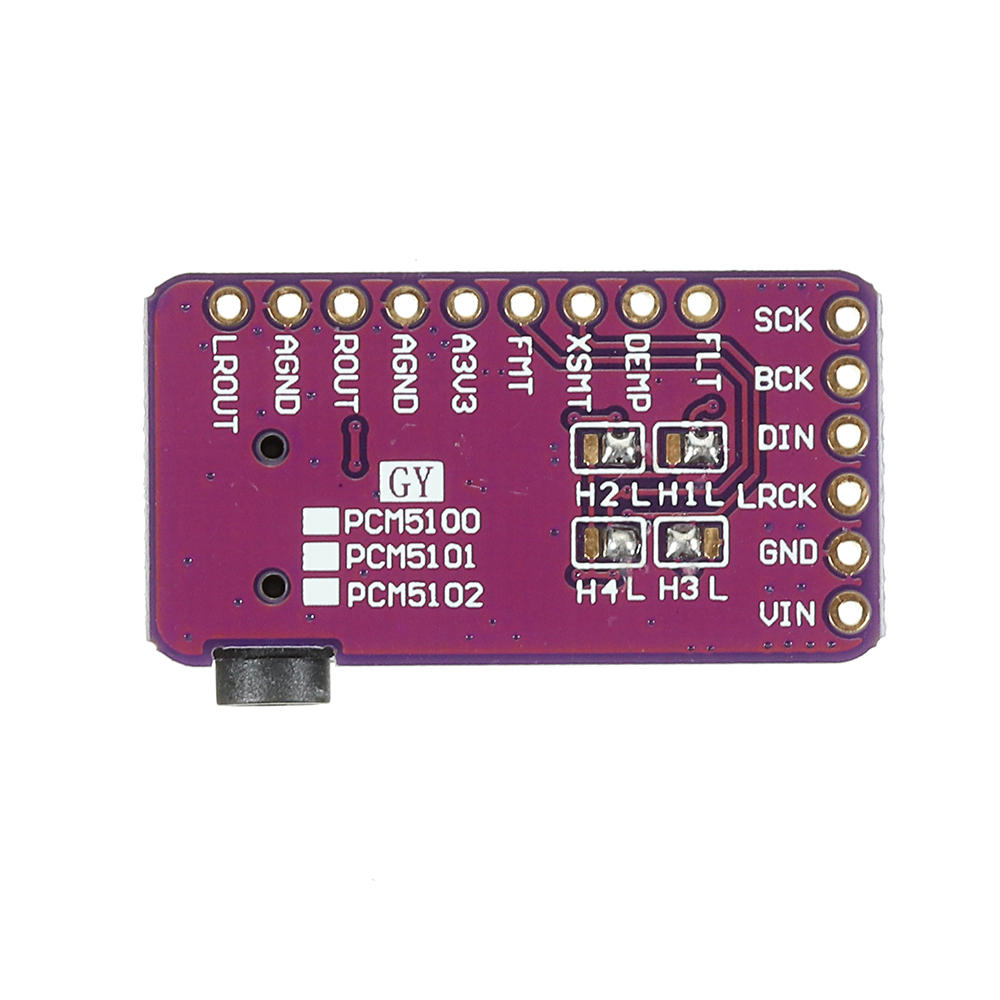 LROUT
AGND
ROUT
AGND
A3V3
FMT
XSMT
DEMP
FLT
SCK
BCK
DIN
LRCK
GND
VIN
H2 L
H1 L
H4 L
H3 L
GY
PCM5100
PCM5101
PCM5102